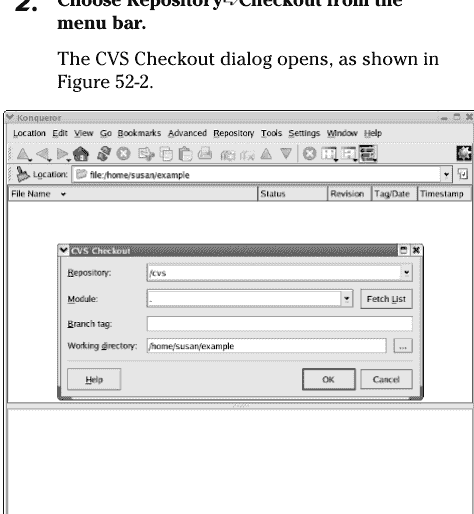 2. Choose Repository➪Checkout from the
menu bar.
The CVS Checkout dialog opens, as shown in
Figure 52-2.
Konqueror
Location Edit View Go Bookmarks Advanced Repository Tools Settings Window Help
Location: file:/home/susan/example
File Name Status Revision Tag/Date Timestamp
CVS Checkout
Repository: /cvs
Module: .
Fetch List
Branch tag:
Working directory: /home/susan/example ...
Help OK Cancel